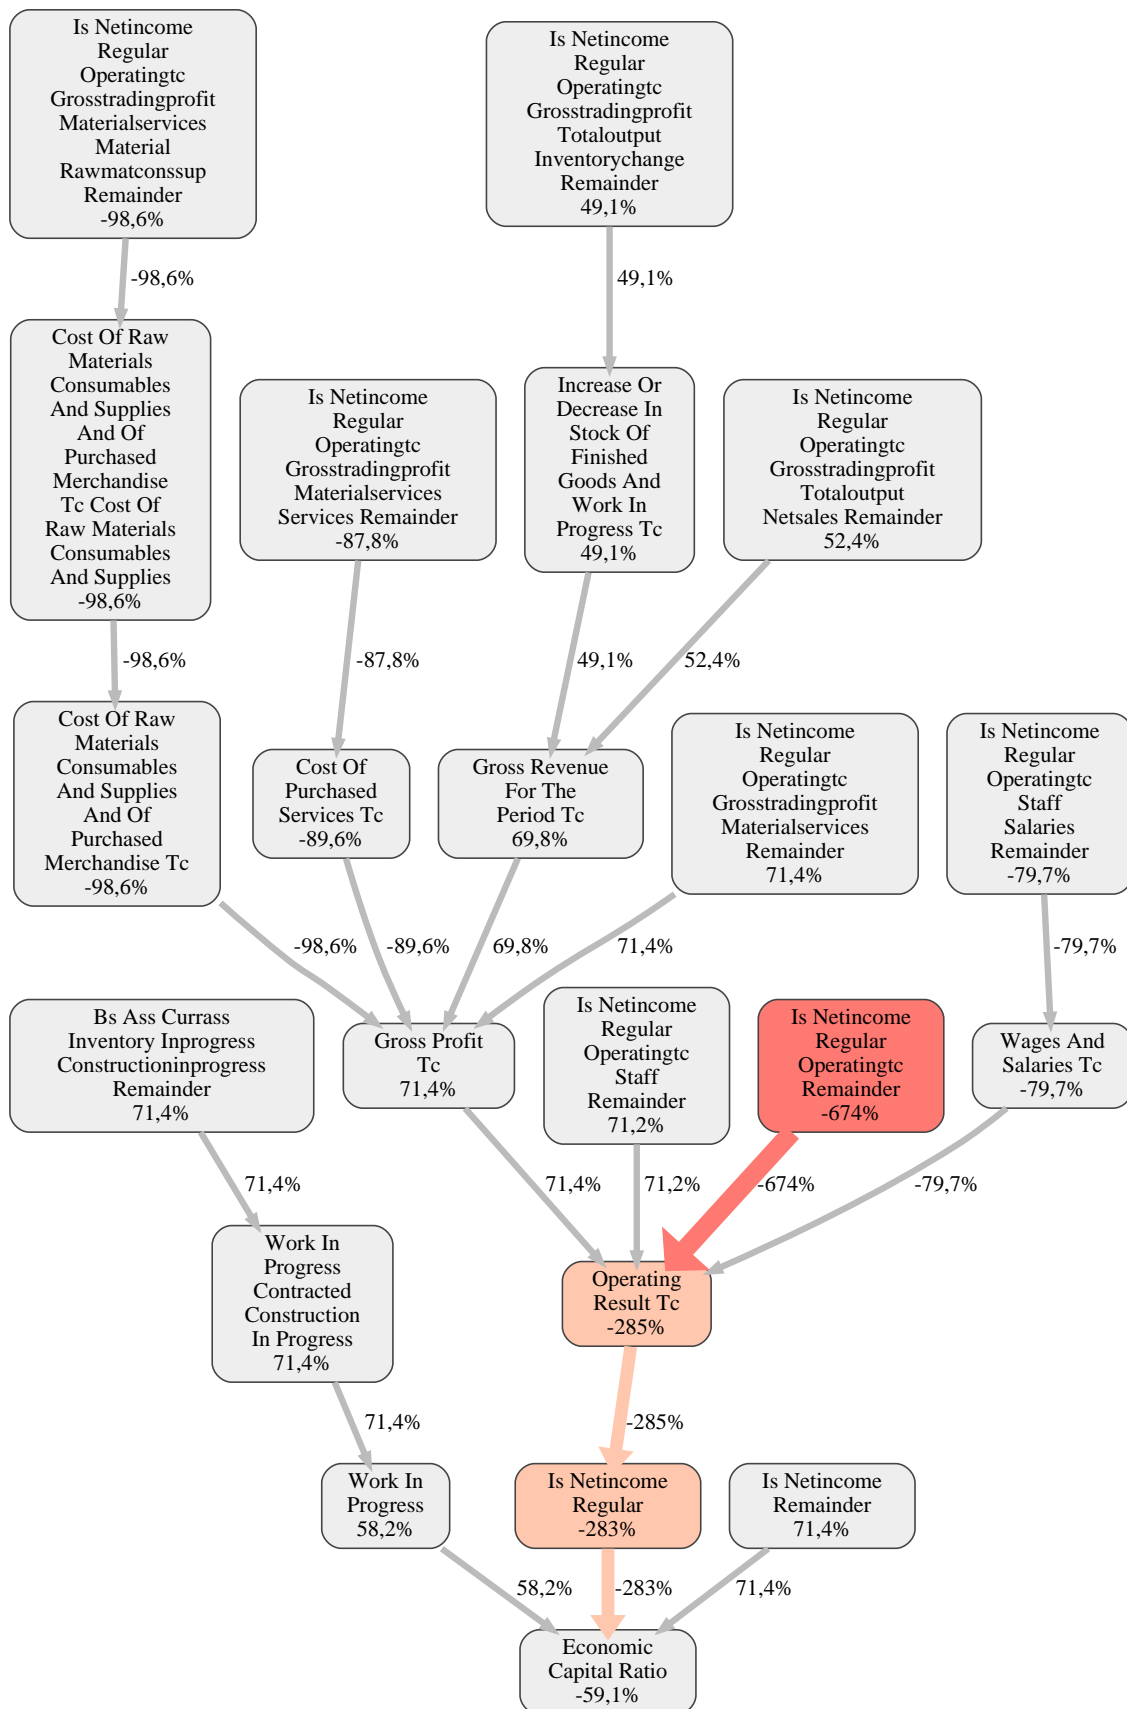 Is Netincome
Regular
Operatingtc
Grosstradingprofit
Materialservices
Material
Rawmatconssup
Remainder
-98,6%
Is Netincome
Regular
Operatingtc
Grosstradingprofit
Totaloutput
Inventorychange
Remainder
49,1%
-98,6%
49,1%
Cost Of Raw
Materials
Consumables
And Supplies
And Of
Purchased
Merchandise
Tc Cost Of
Raw Materials
Consumables
And Supplies
-98,6%
Is Netincome
Regular
Operatingtc
Grosstradingprofit
Materialservices
Services Remainder
-87,8%
Increase Or
Decrease In
Stock Of
Finished
Goods And
Work In
Progress Tc
49,1%
Is Netincome
Regular
Operatingtc
Grosstradingprofit
Totaloutput
Netsales Remainder
52,4%
-98,6%
-87,8%
49,1%
52,4%
Cost Of Raw
Materials
Consumables
And Supplies
And Of
Purchased
Merchandise Tc
-98,6%
Cost Of
Purchased
Services Tc
-89,6%
Gross Revenue
For The
Period Tc
69,8%
Is Netincome
Regular
Operatingtc
Grosstradingprofit
Materialservices
Remainder
71,4%
Is Netincome
Regular
Operatingtc
Staff
Salaries
Remainder
-79,7%
-98,6%
-89,6%
69,8%
71,4%
-79,7%
Bs Ass Currass
Inventory Inprogress
Constructioninprogress
Remainder
71,4%
Gross Profit
Tc
71,4%
Is Netincome
Regular
Operatingtc
Staff
Remainder
71,2%
Is Netincome
Regular
Operatingtc
Remainder
-674%
Wages And
Salaries Tc
-79,7%
71,4%
71,4%
71,2%
-674%
-79,7%
Work In
Progress
Contracted
Construction
In Progress
71,4%
Operating
Result Tc
-285%
71,4%
-285%
Work In
Progress
58,2%
Is Netincome
Regular
-283%
Is Netincome
Remainder
71,4%
58,2%
-283%
71,4%
Economic
Capital Ratio
-59,1%